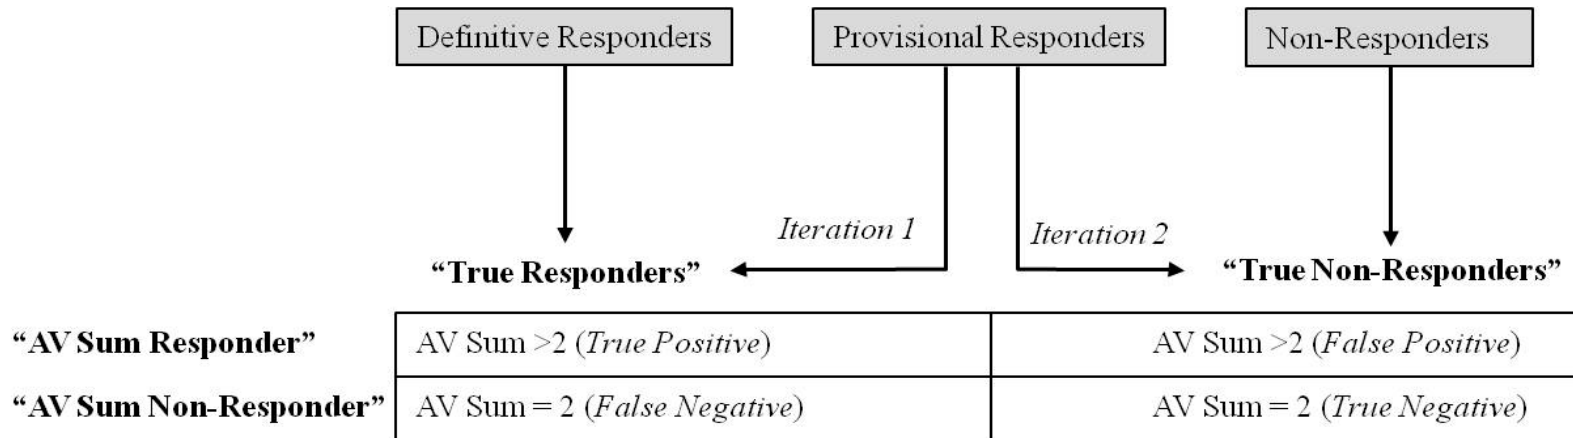 Definitive Responders
Provisional Responders
Non-Responders
Iteration 1
Iteration 2
“True Responders”
“True Non-Responders”
“AV Sum Responder”
AV Sum >2 (True Positive)
AV Sum >2 (False Positive)
“AV Sum Non-Responder”
AV Sum = 2 (False Negative)
AV Sum = 2 (True Negative)